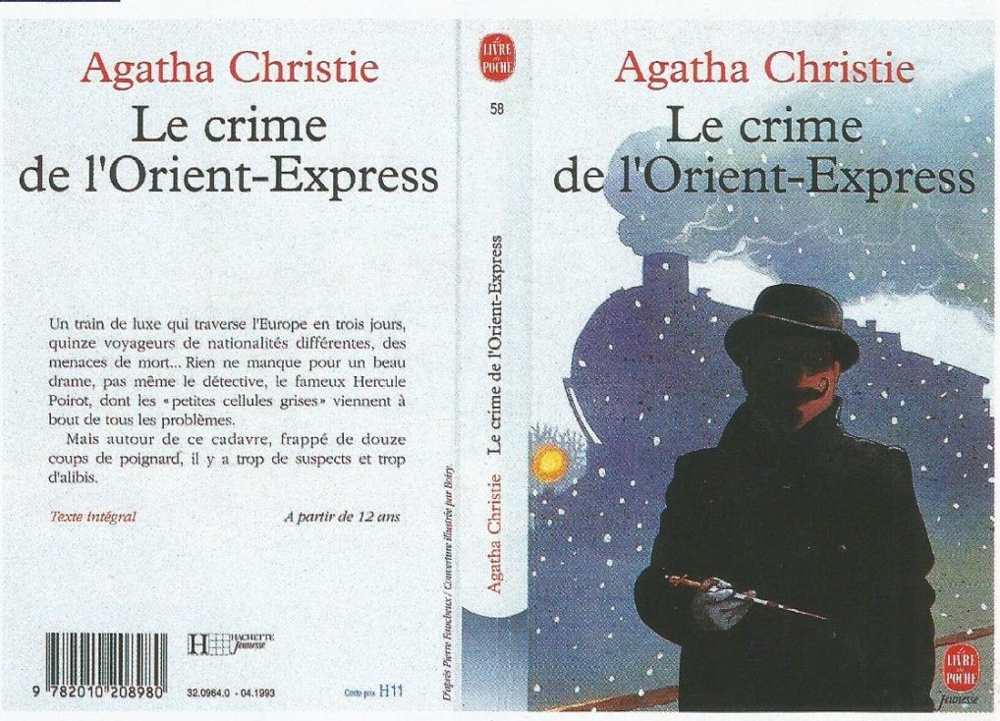 Agatha Christie
Le crime
de l'Orient-Express
Un train de luxe qui traverse l'Europe en trois jours,
quinze voyageurs de nationalités différentes, des
menaces de mort... Rien ne manque pour un beau
drame, pas même le détective, le fameux Hercule
Poirot, dont les «petites cellules grises» viennent à
bout de tous les problèmes.
Mais autour de ce cadavre, frappé de douze
coups de poignard, il y a trop de suspects et trop
d'alibis.
Texte intégral
A partir de 12 ans
D'après Pierre Faucheux / Couverture illustrée par Boiry.
HACHETTE
Jeunesse
9 782010 208980
32.0964.0 - 04.1993
Code prix H11
Le
LIVRE
de
POCHE
58
Agatha Christie Le crime de l'Orient-Express
Agatha Christie
Le crime
de l'Orient-Express
Le
LIVRE
de
POCHE
Jeunesse